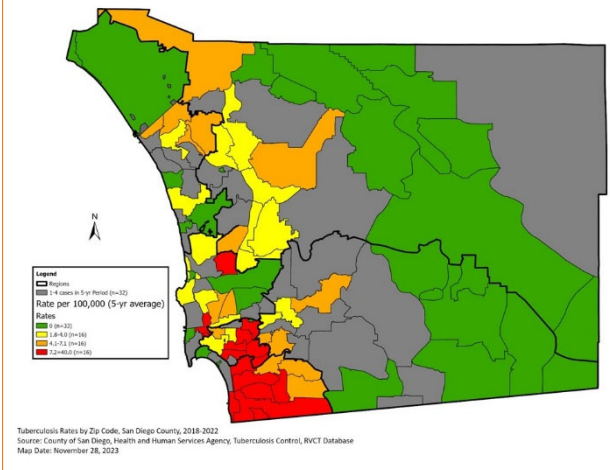 N
Legend
Regions
1-4 cases in 5-yr Period (n=32)
Rate per 100,000 (5-yr average)
Rates
0 (n=33)
1.8-4.0 (n=16)
4.1-7.1 (n=16)
7.2-40.0 (n=16)
Tuberculosis Rates by Zip Code, San Diego County, 2018-2022
Source: County of San Diego, Health and Human Services Agency, Tuberculosis Control, RVCT Database
Map Date: November 28, 2023